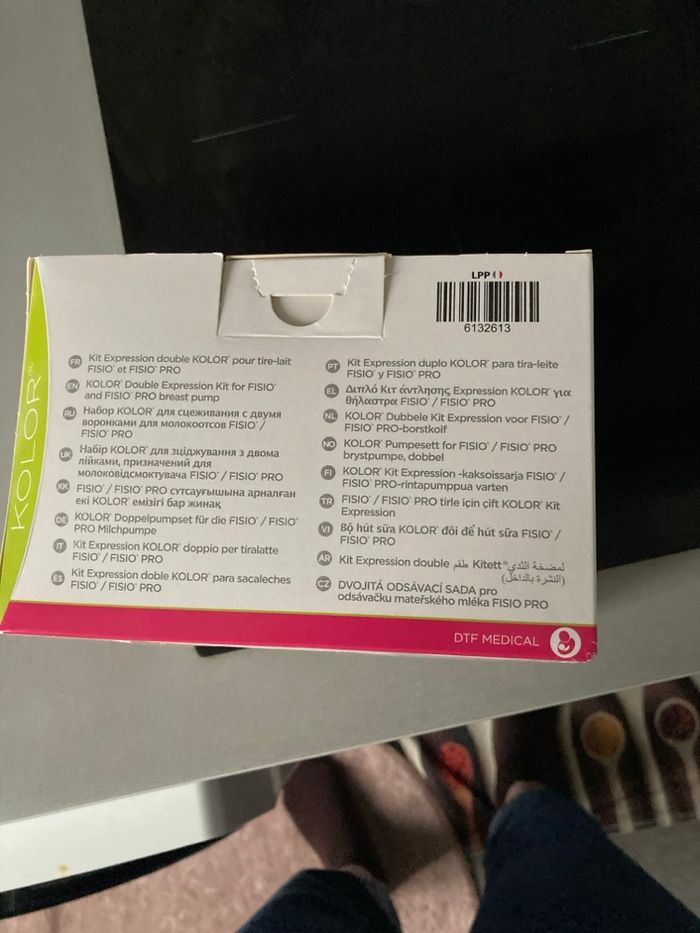 LPP
6132613
KOLOR®
FR Kit Expression double KOLOR® pour tire-lait
FISIO® et FISIO® PRO
EN KOLOR® Double Expression Kit for FISIO®
and FISIO® PRO breast pump
RU Набор KOLOR® для сцеживания с двумя
воронками для молокоотсов FISIO® /
FISIO® PRO
UK Набір KOLOR® для зціджування з двома
лійками, призначений для
молоковідсмоктувача FISIO® / FISIO® PRO
KK FISIO® / FISIO® PRO сүтсауғышына арналған
екі KOLOR® емізігі бар жинақ
DE KOLOR® Doppelpumpset für die FISIO® / FISIO®
PRO Milchpumpe
IT Kit Expression KOLOR® doppio per tiralatte
FISIO® / FISIO® PRO
ES Kit Expression doble KOLOR® para sacaleches
FISIO® / FISIO® PRO
PT Kit Expression duplo KOLOR® para tira-leite
FISIO® y FISIO® PRO
EL Διπλό Κιτ άντλησης Expression KOLOR® για
θήλαστρα FISIO® / FISIO® PRO
NL KOLOR® Dubbele Kit Expression voor FISIO® /
FISIO® PRO-borstkolf
NO KOLOR® Pumpesett for FISIO® / FISIO® PRO
brystpumpe, dobbel
FI KOLOR® Kit Expression -kaksoissarja FISIO® /
FISIO® PRO-rintapumppua varten
TR FISIO® / FISIO® PRO tirle için çift KOLOR® Kit
Expression
VI Bộ hút sữa KOLOR® đôi để hút sữa FISIO® /
FISIO® PRO
AR Kit Expression double طقم Kitett® لمضخة الثدي
(النشرة بالداخل)
CZ DVOJITÁ ODSÁVACÍ SADA pro
odsávačku mateřského mléka FISIO PRO
DTF MEDICAL